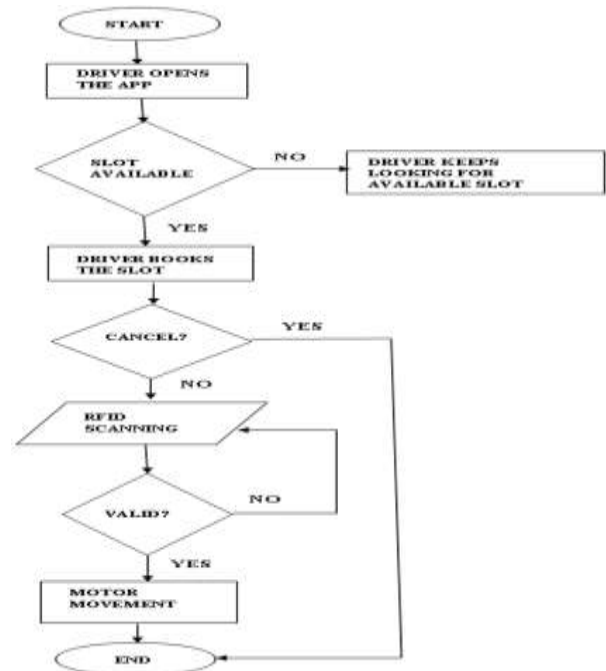 START
DRIVER OPENS
THE APP
SLOT
AVAILABLE
NO
DRIVER KEEPS
LOOKING FOR
AVAILABLE SLOT
YES
DRIVER BOOKS
THE SLOT
CANCEL?
YES
NO
RFID
SCANNING
VALID?
NO
YES
MOTOR
MOVEMENT
END